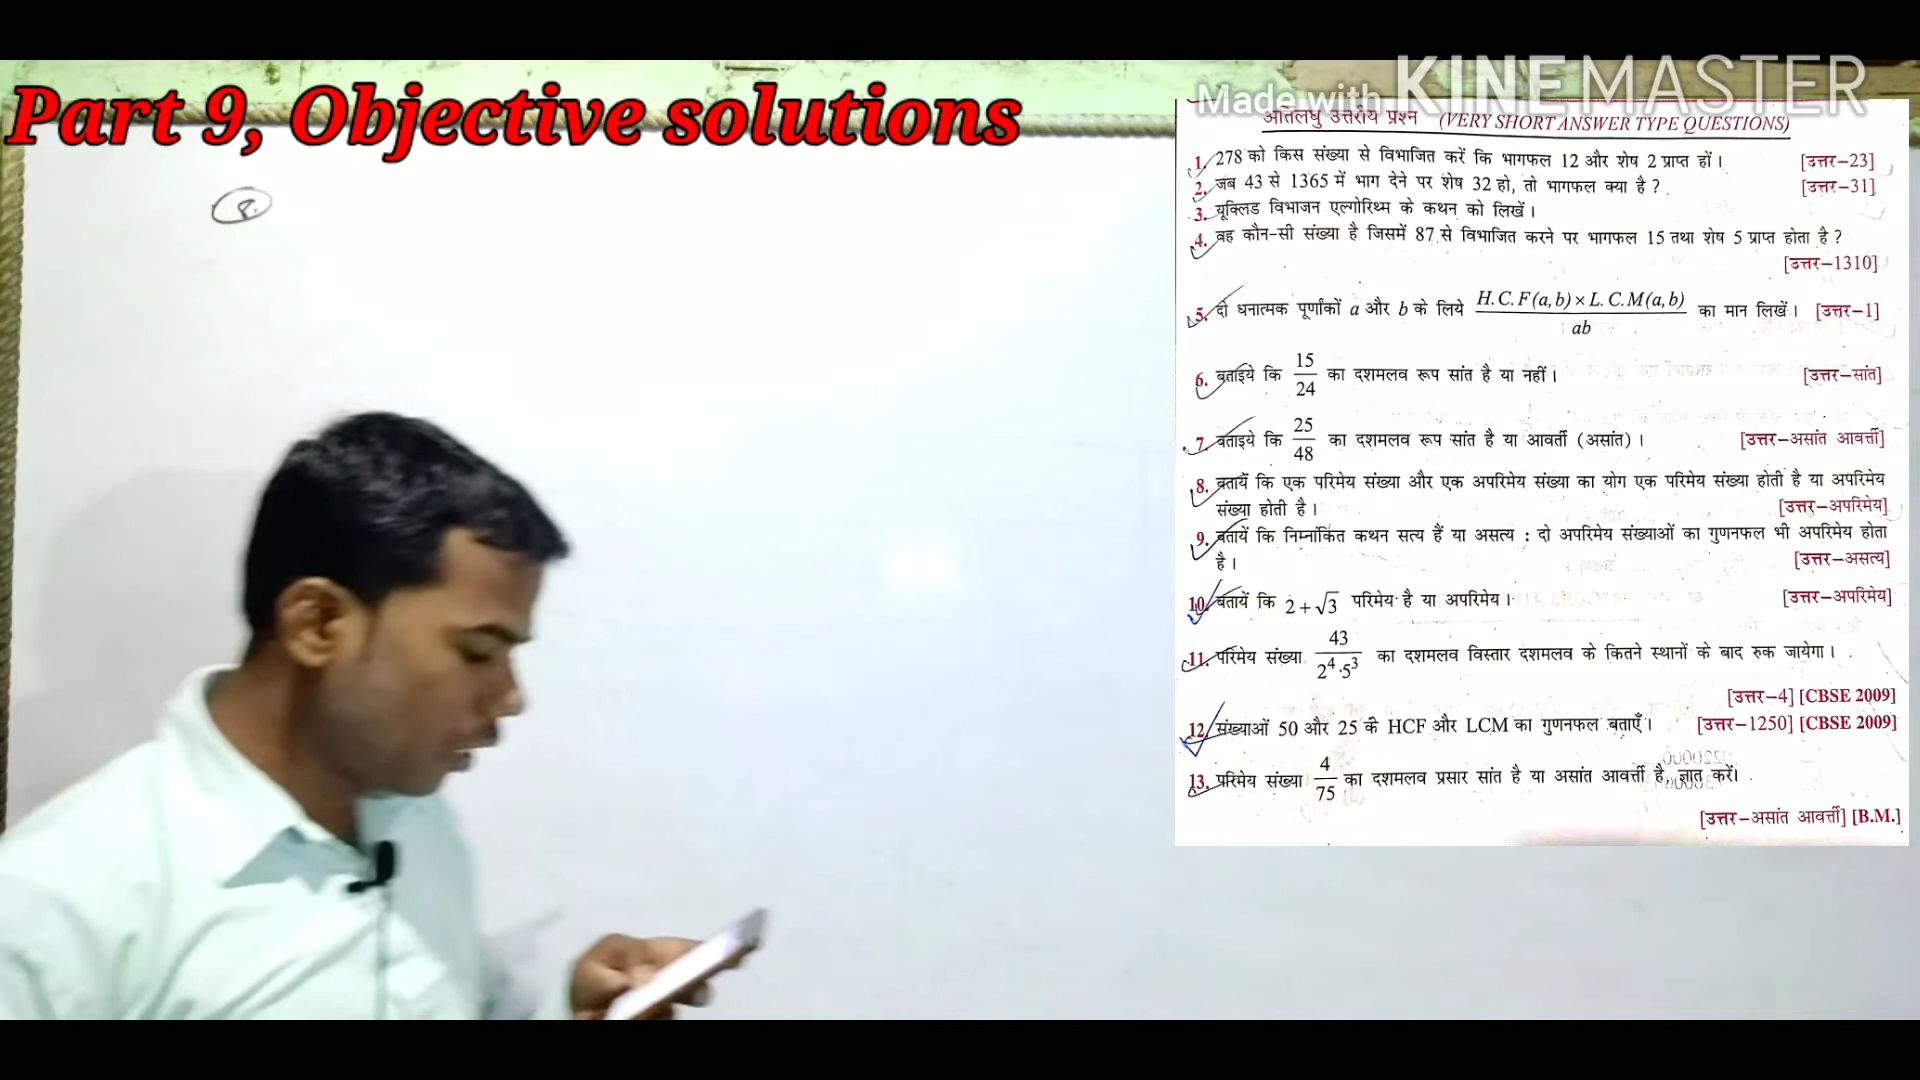 Made with KINEMASTER
Part 9, Objective solutions
8.
अतिलघु उत्तरीय प्रश्न (VERY SHORT ANSWER TYPE QUESTIONS)
1. 278 को किस संख्या से विभाजित करें कि भागफल 12 और शेष 2 प्राप्त हों। [उत्तर–23]
2. जब 43 से 1365 में भाग देने पर शेष 32 हो, तो भागफल क्या है ? [उत्तर–31]
3. यूक्लिड विभाजन एल्गोरिथ्म के कथन को लिखें।
4. वह कौन-सी संख्या है जिसमें 87 से विभाजित करने पर भागफल 15 तथा शेष 5 प्राप्त होता है ?
[उत्तर–1310]
5. दो धनात्मक पूर्णांकों a और b के लिये H.C.F(a,b)×L.C.M(a,b)/ab का मान लिखें। [उत्तर–1]
6. बताइये कि 15/24 का दशमलव रूप सांत है या नहीं। [उत्तर–सांत]
7. बताइये कि 25/48 का दशमलव रूप सांत है या आवर्ती (असांत)। [उत्तर–असांत आवर्त्ती]
8. बतायें कि एक परिमेय संख्या और एक अपरिमेय संख्या का योग एक परिमेय संख्या होती है या अपरिमेय
संख्या होती है। [उत्तर–अपरिमेय]
9. बतायें कि निम्नांकित कथन सत्य हैं या असत्य : दो अपरिमेय संख्याओं का गुणनफल भी अपरिमेय होता
है। [उत्तर–असत्य]
10. बतायें कि 2+√3 परिमेय है या अपरिमेय। [उत्तर–अपरिमेय]
11. परिमेय संख्या 43/2⁴·5³ का दशमलव विस्तार दशमलव के कितने स्थानों के बाद रुक जायेगा।
[उत्तर–4] [CBSE 2009]
12. संख्याओं 50 और 25 के HCF और LCM का गुणनफल बताएँ। [उत्तर–1250] [CBSE 2009]
13. परिमेय संख्या 4/75 का दशमलव प्रसार सांत है या असांत आवर्त्ती है, ज्ञात करें।
[उत्तर–असांत आवर्त्ती] [B.M.]